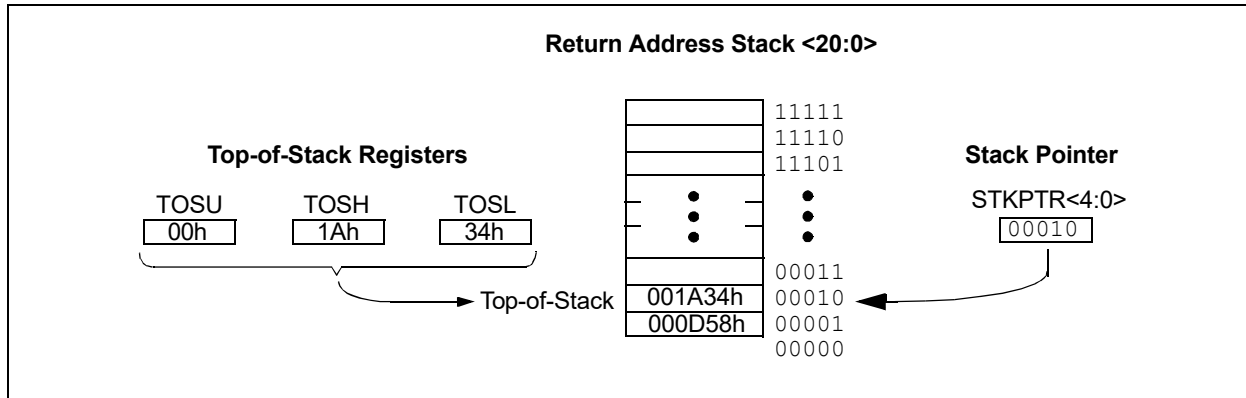 Return Address Stack <20:0>
11111
11110
Top-of-Stack Registers
11101
Stack Pointer
TOSU TOSH TOSL
STKPTR<4:0>
00h 1Ah 34h
00010
00011
Top-of-Stack 001A34h 00010
000D58h 00001
00000